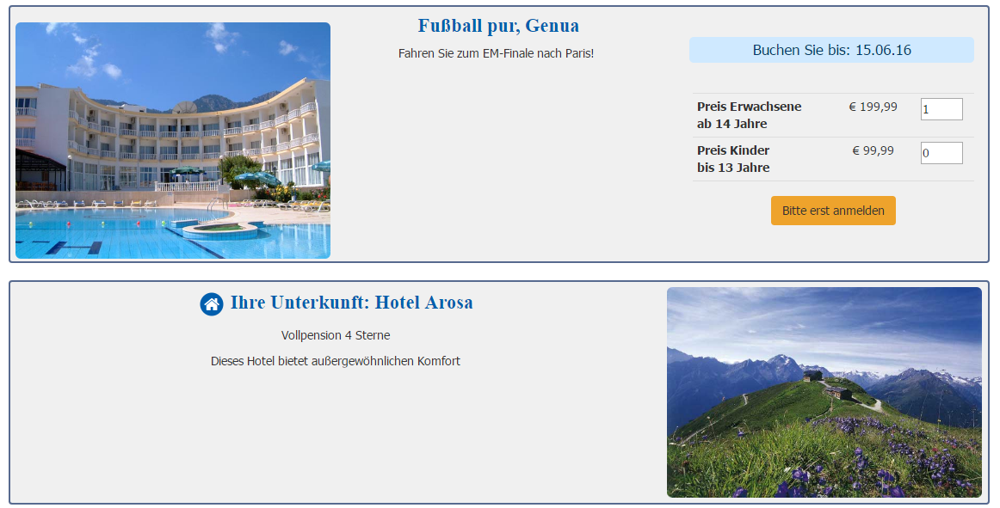 Fußball pur, Genua
Fahren Sie zum EM-Finale nach Paris!
Buchen Sie bis: 15.06.16
Preis Erwachsene € 199,99 1
ab 14 Jahre
Preis Kinder € 99,99 0
bis 13 Jahre
Bitte erst anmelden
Ihre Unterkunft: Hotel Arosa
Vollpension 4 Sterne
Dieses Hotel bietet außergewöhnlichen Komfort